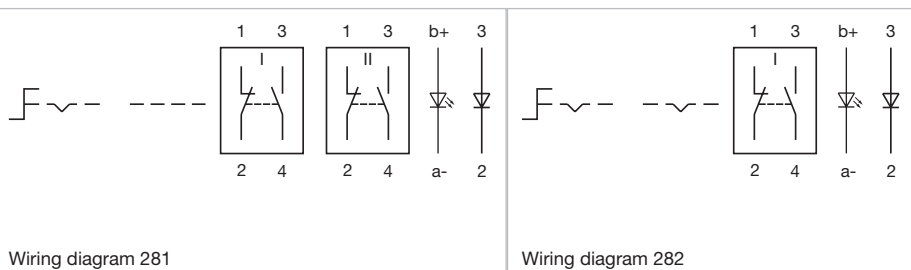 1 3 1 3 b+ 3
I II
2 4 2 4 a- 2
Wiring diagram 281
1 3 b+ 3
I
2 4 a- 2
Wiring diagram 282